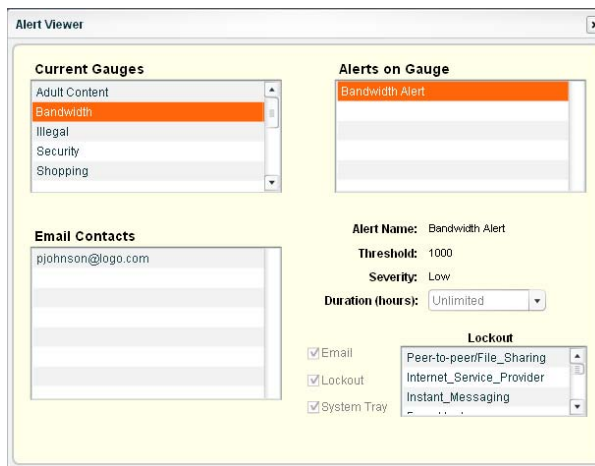 Alert Viewer
Current Gauges
Adult Content
Bandwidth
Illegal
Security
Shopping
Alerts on Gauge
Bandwidth Alert
Email Contacts
pjohnson@logo.com
Alert Name: Bandwidth Alert
Threshold: 1000
Severity: Low
Duration (hours): Unlimited
Email
Lockout
System Tray
Lockout
Peer-to-peer/File_Sharing
Internet_Service_Provider
Instant_Messaging